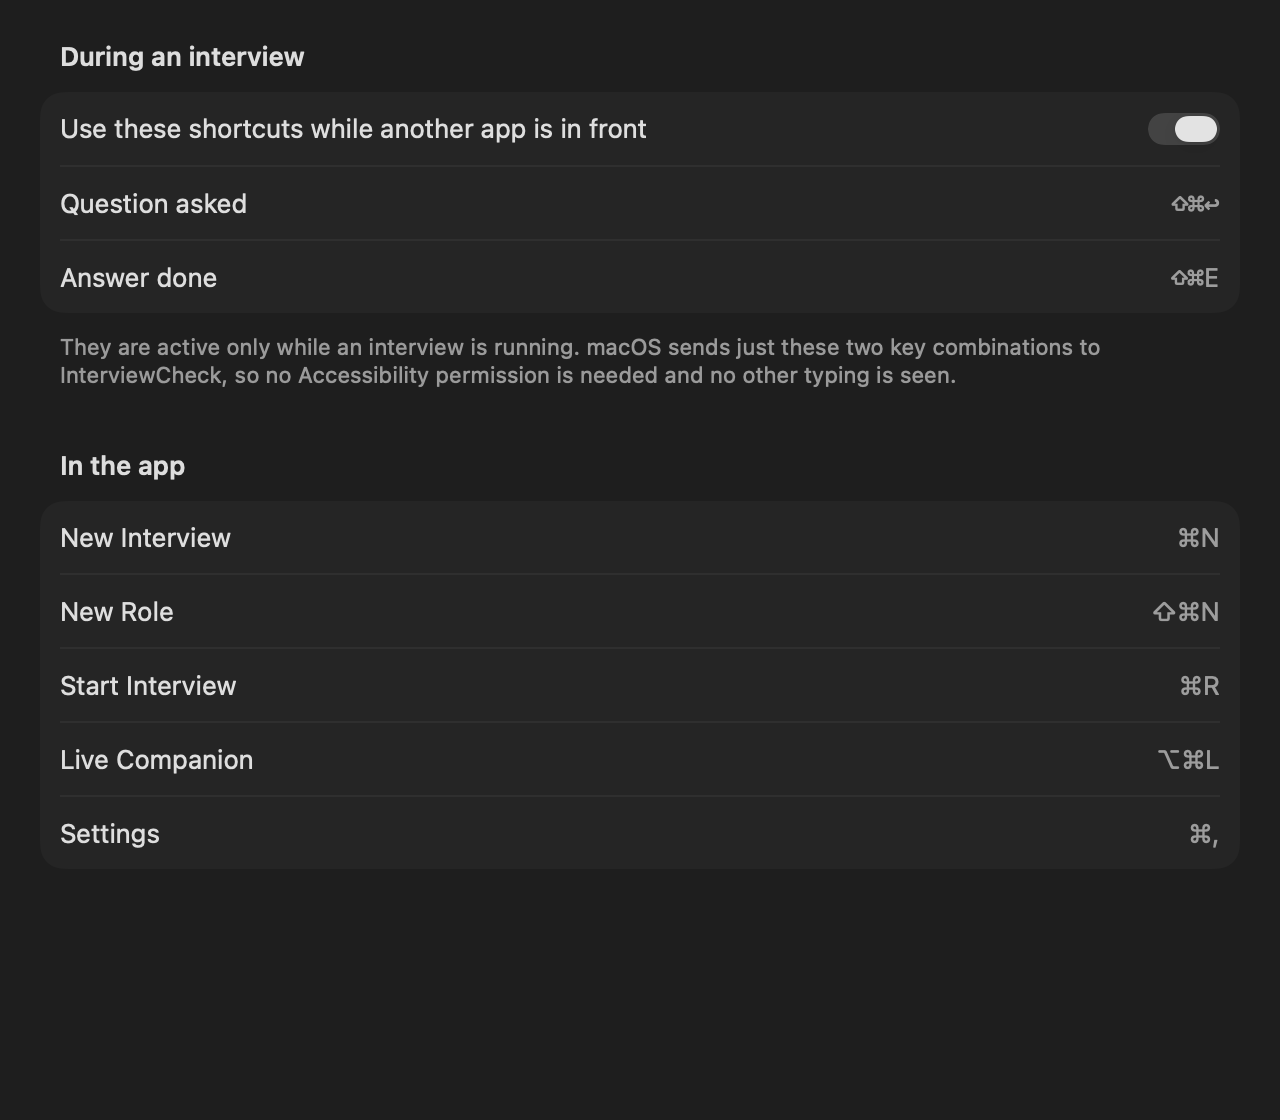 During an interview
Use these shortcuts while another app is in front
Question asked ⇧⌘↩
Answer done ⇧⌘E
They are active only while an interview is running. macOS sends just these two key combinations to
InterviewCheck, so no Accessibility permission is needed and no other typing is seen.
In the app
New Interview ⌘N
New Role ⇧⌘N
Start Interview ⌘R
Live Companion ⌥⌘L
Settings ⌘,